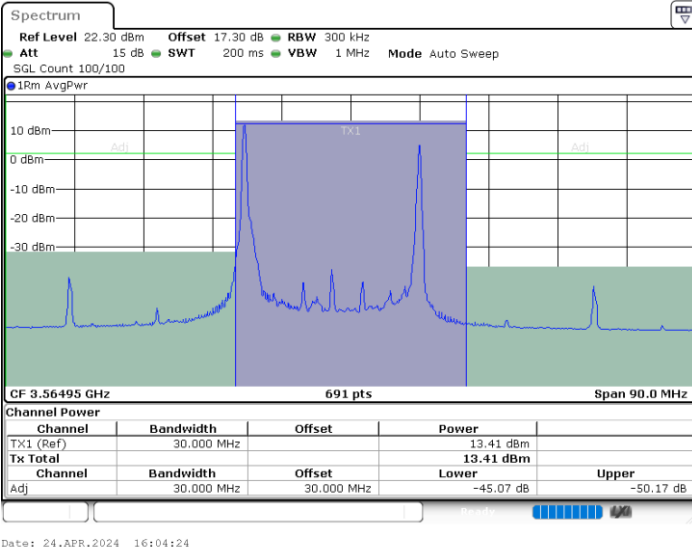 Spectrum
Ref Level 22.30 dBm Offset 17.30 dB RBW 300 kHz
Att 15 dB SWT 200 ms VBW 1 MHz Mode Auto Sweep
SGL Count 100/100
1Rm AvgPwr
10 dBm
TX1
Adj Adj
0 dBm
-10 dBm
-20 dBm
-30 dBm
CF 3.56495 GHz 691 pts Span 90.0 MHz
Channel Power
Channel Bandwidth Offset Power
TX1 (Ref) 30.000 MHz 13.41 dBm
Tx Total 13.41 dBm
Channel Bandwidth Offset Lower Upper
Adj 30.000 MHz 30.000 MHz -45.07 dB -50.17 dB
Ready
Date: 24.APR.2024 16:04:24